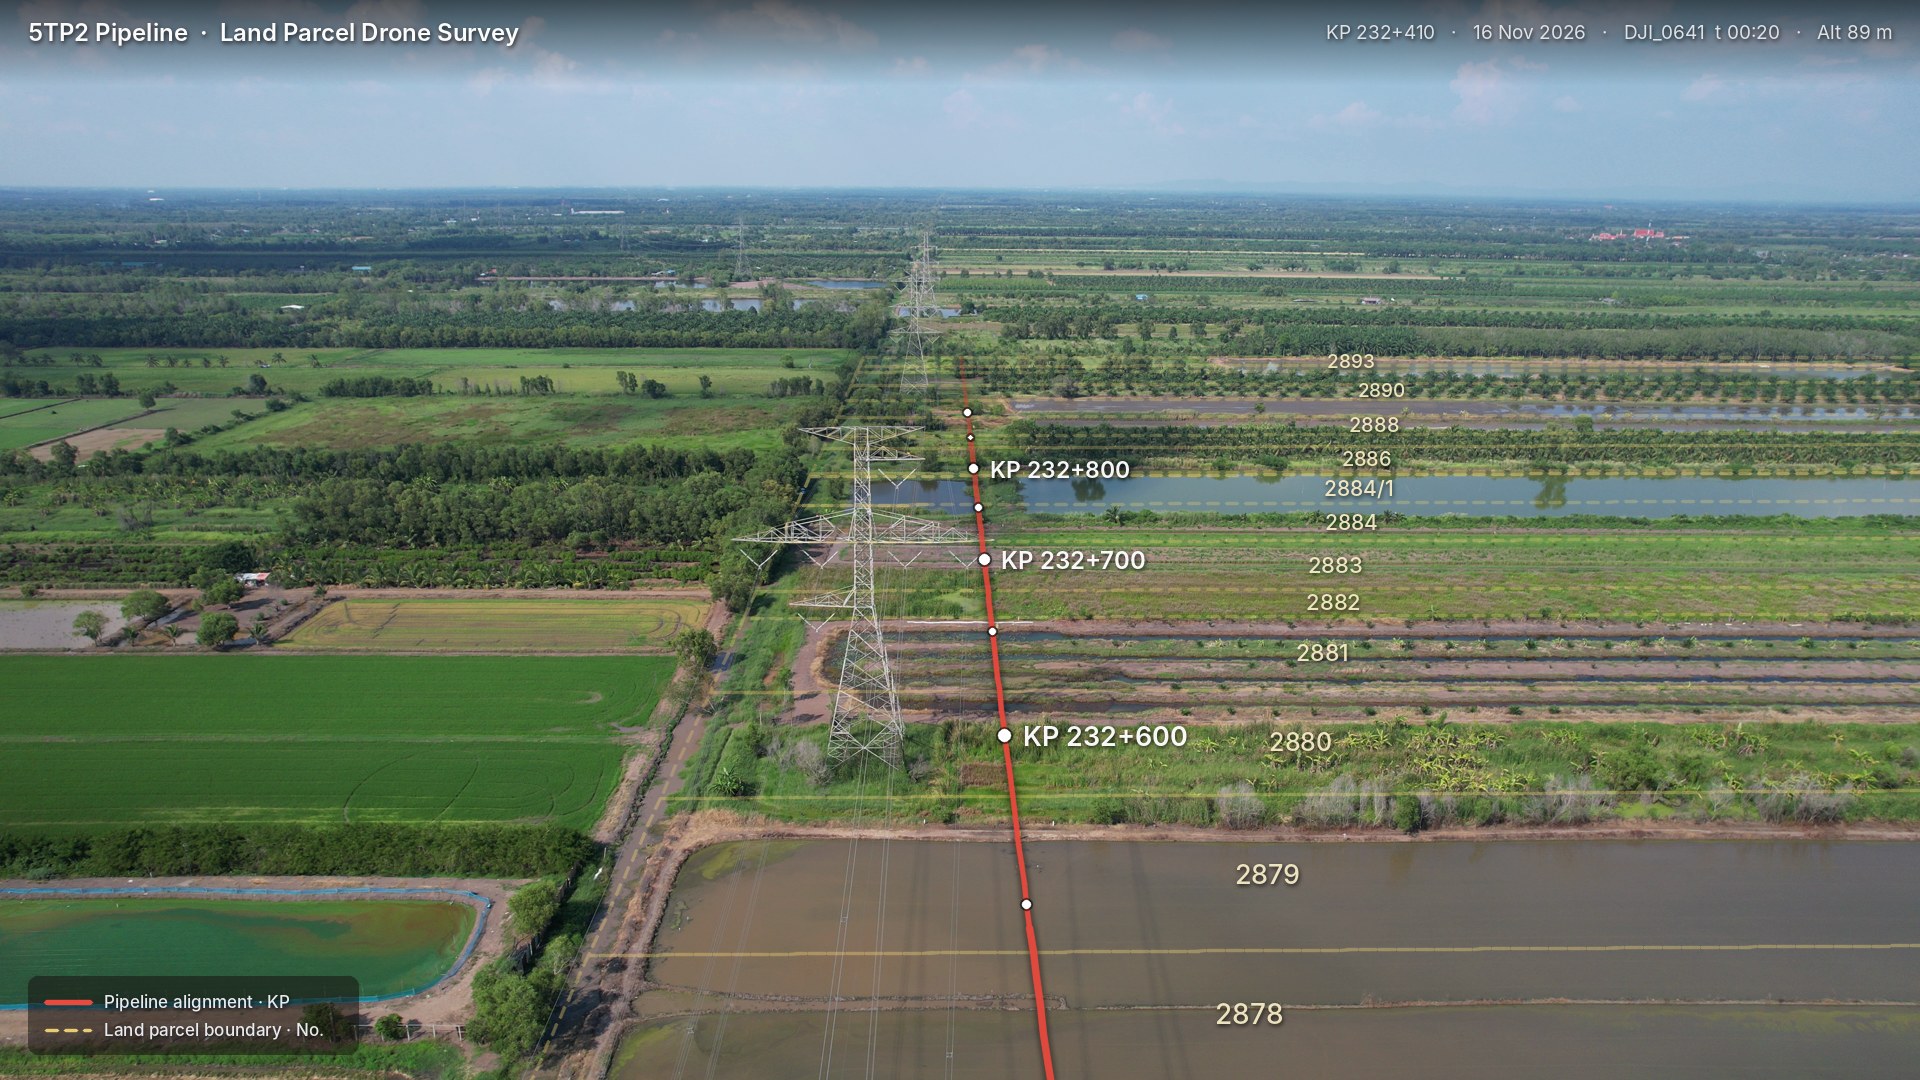 5TP2 Pipeline · Land Parcel Drone Survey
KP 232+410 · 16 Nov 2026 · DJI_0641 t 00:20 · Alt 89 m
2893
2890
2888
2886
KP 232+800
2884/1
2884
KP 232+700
2883
2882
2881
KP 232+600
2880
2879
2878
Pipeline alignment · KP
Land parcel boundary · No.